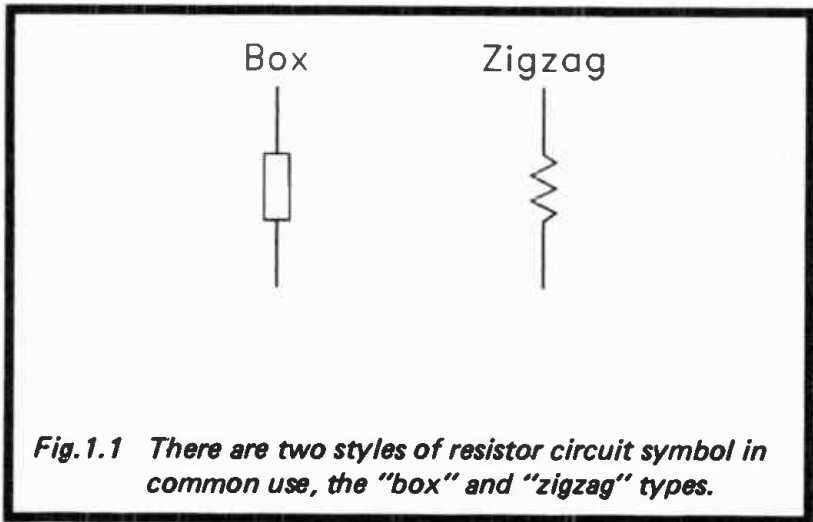 Box Zigzag
Fig.1.1 There are two styles of resistor circuit symbol in
common use, the "box" and "zigzag" types.